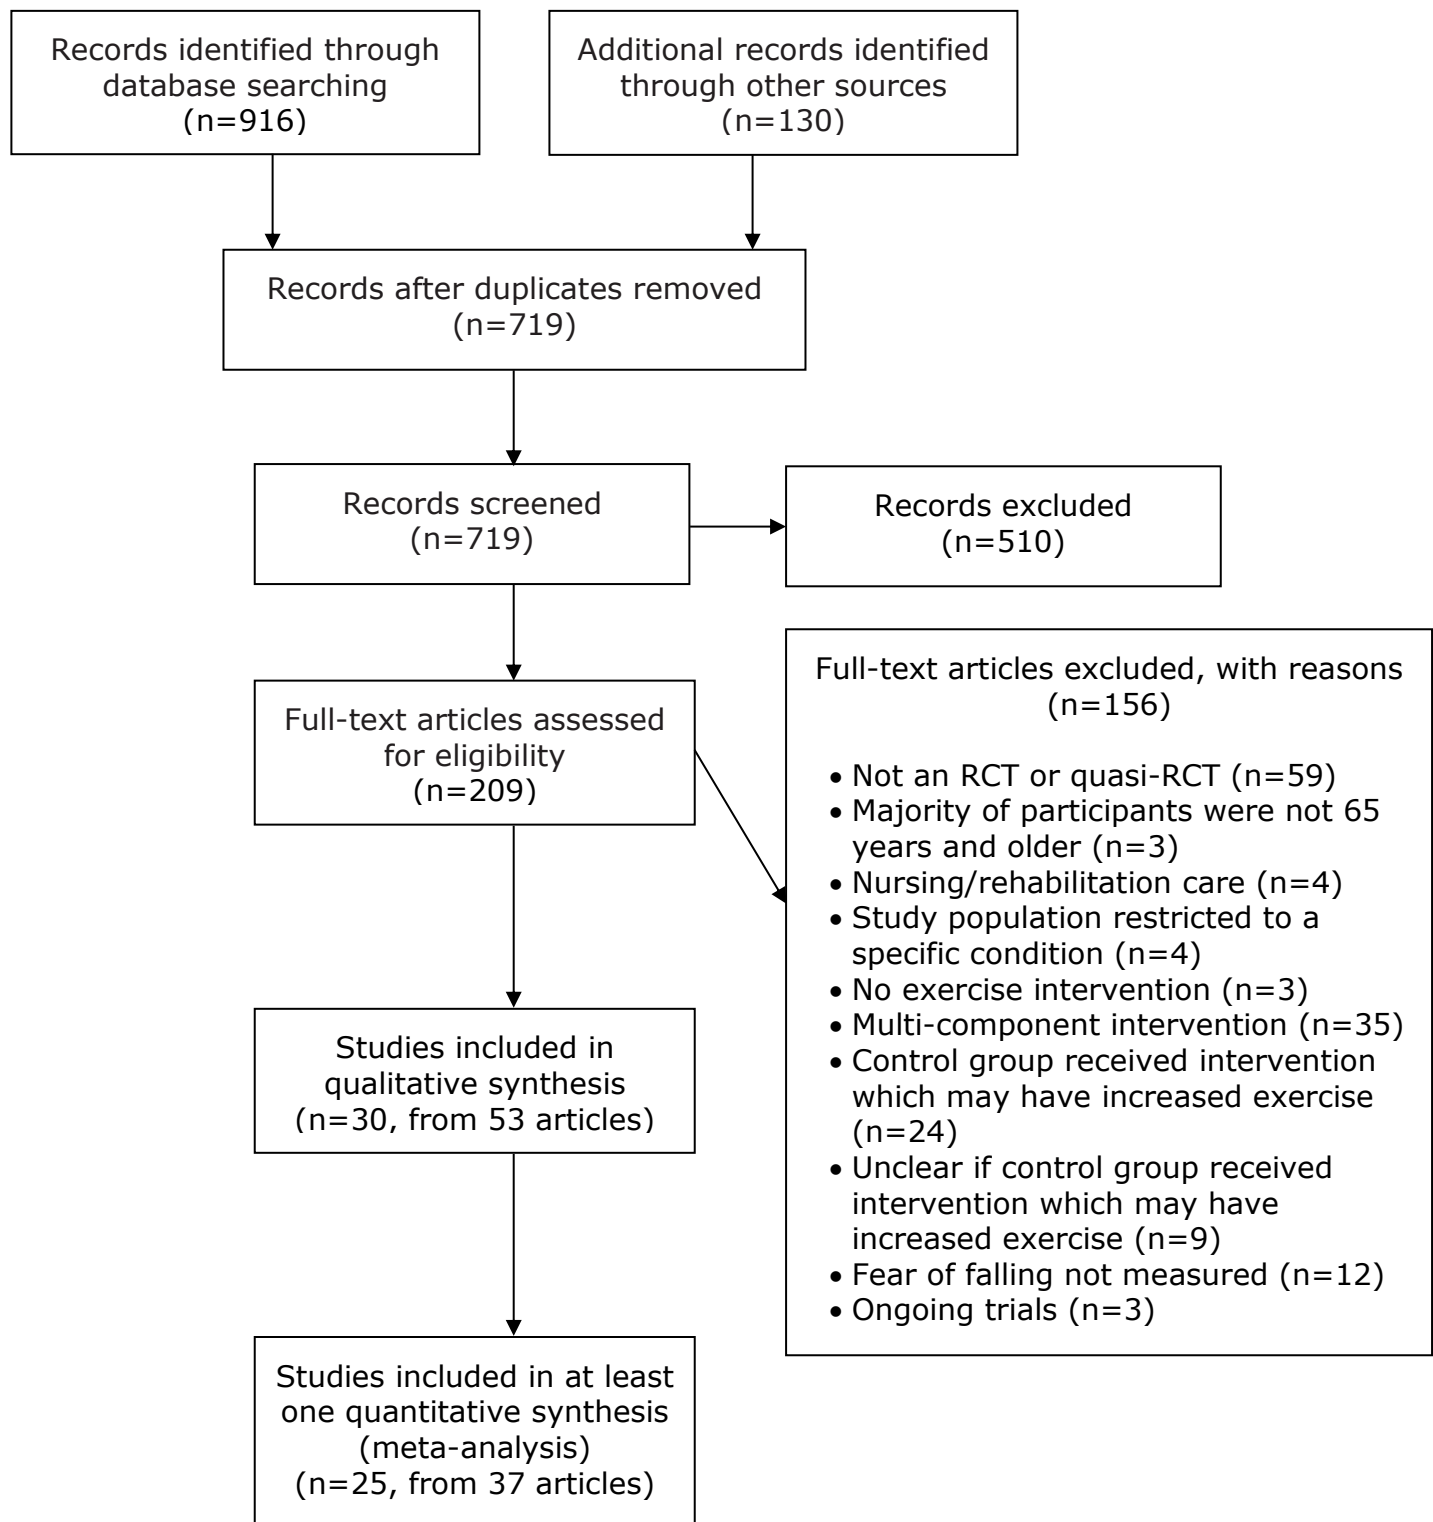 Records identified through
database searching
(n=916)
Additional records identified
through other sources
(n=130)
Records after duplicates removed
(n=719)
Records screened
(n=719)
Records excluded
(n=510)
Full-text articles assessed
for eligibility
(n=209)
Full-text articles excluded, with reasons
(n=156)
• Not an RCT or quasi-RCT (n=59)
• Majority of participants were not 65
years and older (n=3)
• Nursing/rehabilitation care (n=4)
• Study population restricted to a
specific condition (n=4)
• No exercise intervention (n=3)
• Multi-component intervention (n=35)
• Control group received intervention
which may have increased exercise
(n=24)
• Unclear if control group received
intervention which may have
increased exercise (n=9)
• Fear of falling not measured (n=12)
• Ongoing trials (n=3)
Studies included in
qualitative synthesis
(n=30, from 53 articles)
Studies included in at least
one quantitative synthesis
(meta-analysis)
(n=25, from 37 articles)